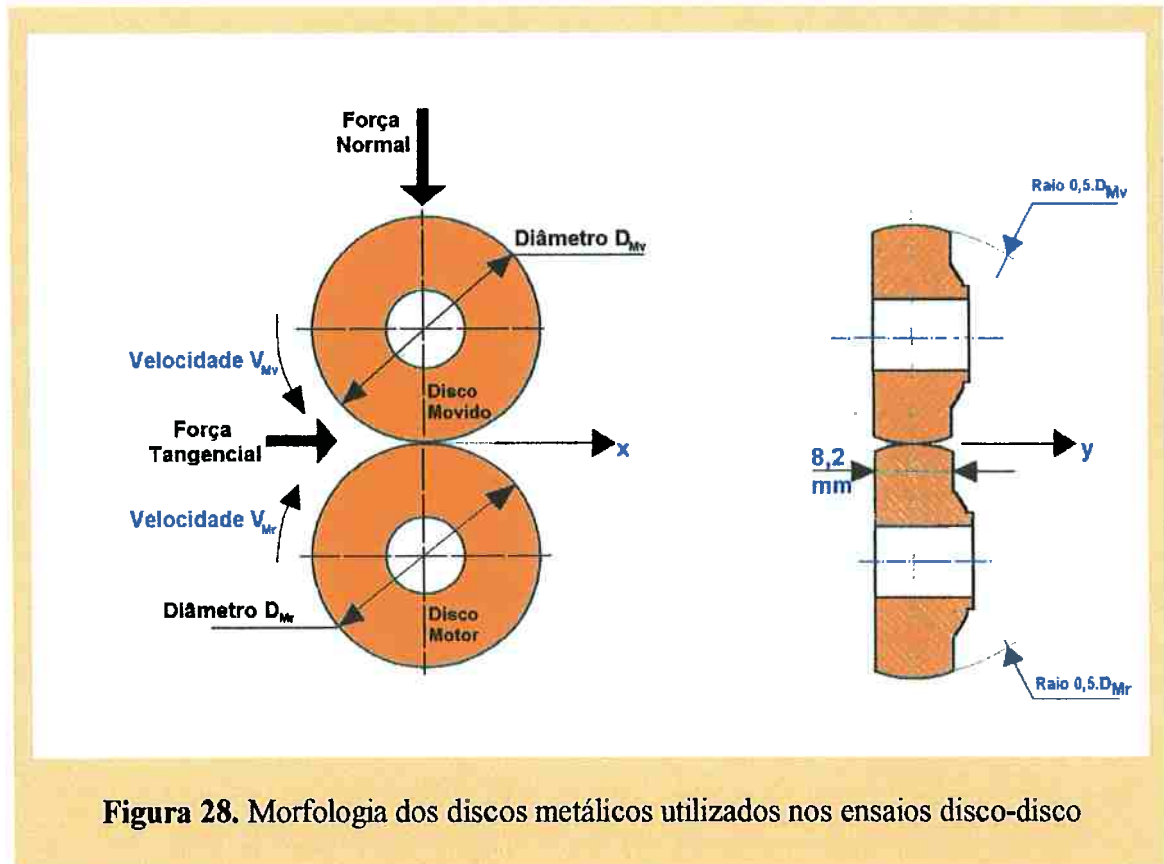 Força
Normal
Diâmetro D_Mv
Velocidade V_Mv
Disco
Movido
Força
Tangencial
x
Velocidade V_Mr
Diâmetro D_Mr
Disco
Motor
Raio 0,5.D_Mv
8,2
mm
y
Raio 0,5.D_Mr
Figura 28. Morfologia dos discos metálicos utilizados nos ensaios disco-disco